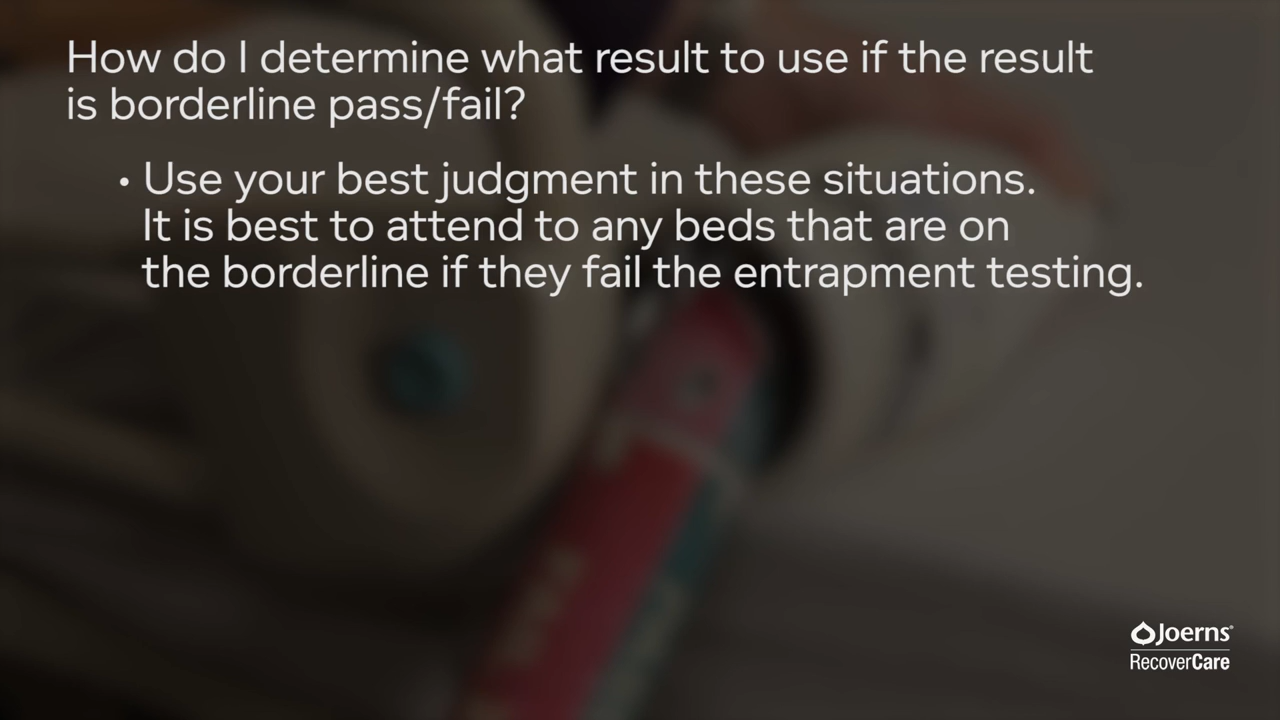 How do I determine what result to use if the result
is borderline pass/fail?
• Use your best judgment in these situations.
It is best to attend to any beds that are on
the borderline if they fail the entrapment testing.
Joerns®
RecoverCare